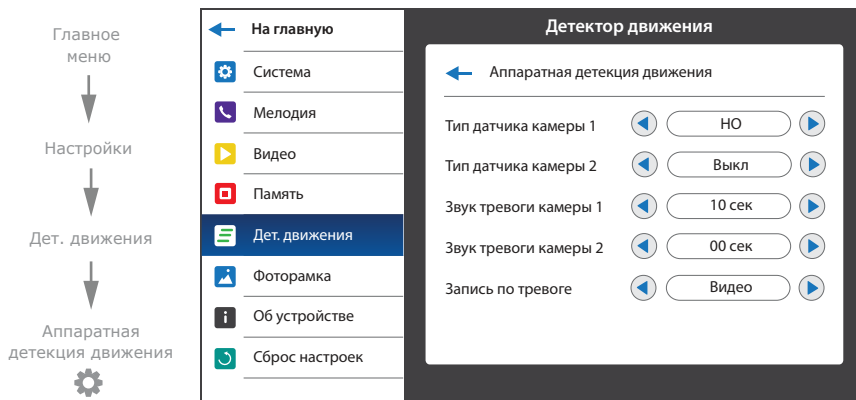 Главное
меню
Настройки
Дет. движения
Аппаратная
детекция движения
На главную
Система
Мелодия
Видео
Память
Дет. движения
Фоторамка
Об устройстве
Сброс настроек
Детектор движения
Аппаратная детекция движения
Тип датчика камеры 1 НО
Тип датчика камеры 2 Выкл
Звук тревоги камеры 1 10 сек
Звук тревоги камеры 2 00 сек
Запись по тревоге Видео